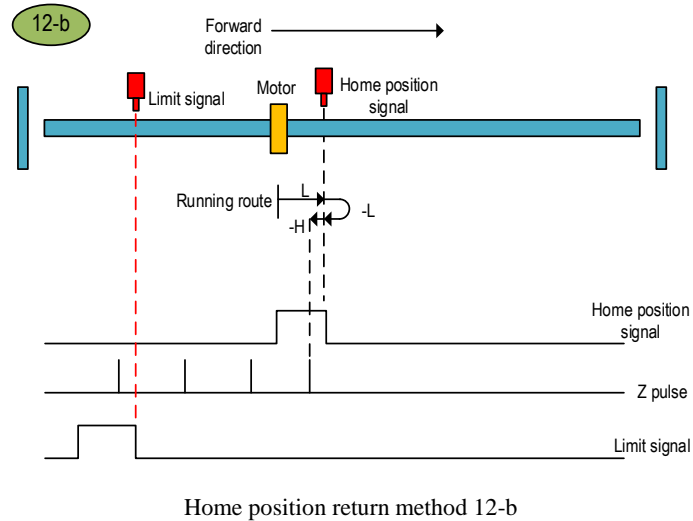 12-b
Forward
direction
Limit signal
Motor
Home position
signal
Running route
L
-L
-H
Home position
signal
Z pulse
Limit signal
Home position return method 12-b